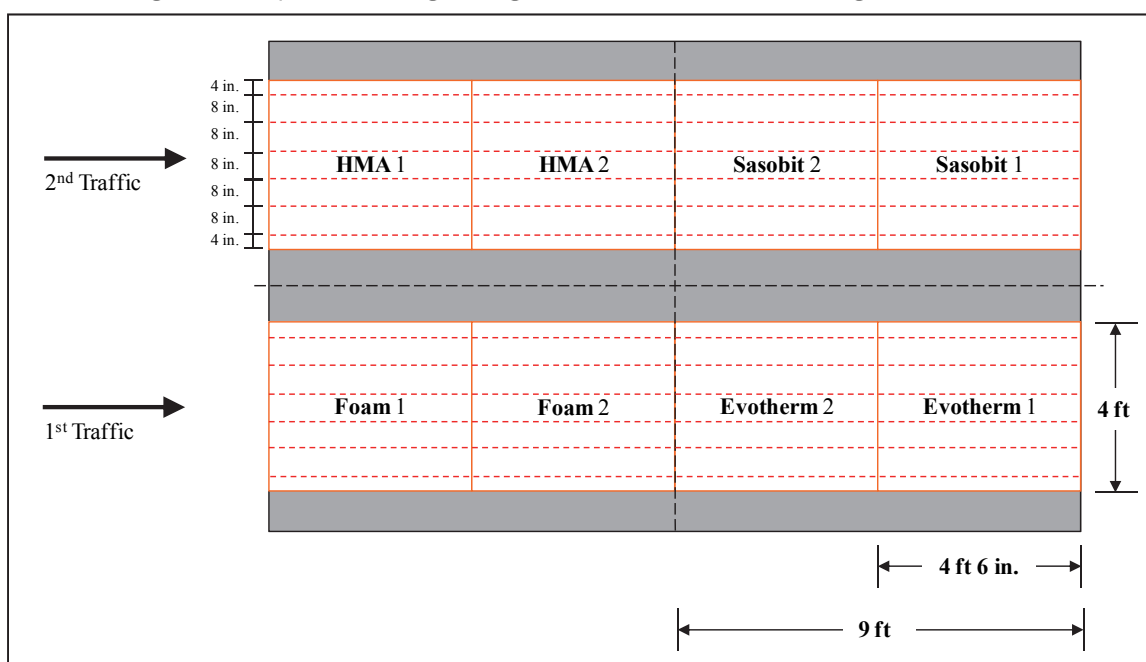 4 in.
8 in.
8 in.
8 in.
8 in.
8 in.
4 in.
2nd Traffic
HMA 1
HMA 2
Sasobit 2
Sasobit 1
1st Traffic
Foam 1
Foam 2
Evotherm 2
Evotherm 1
4 ft
4 ft 6 in.
9 ft